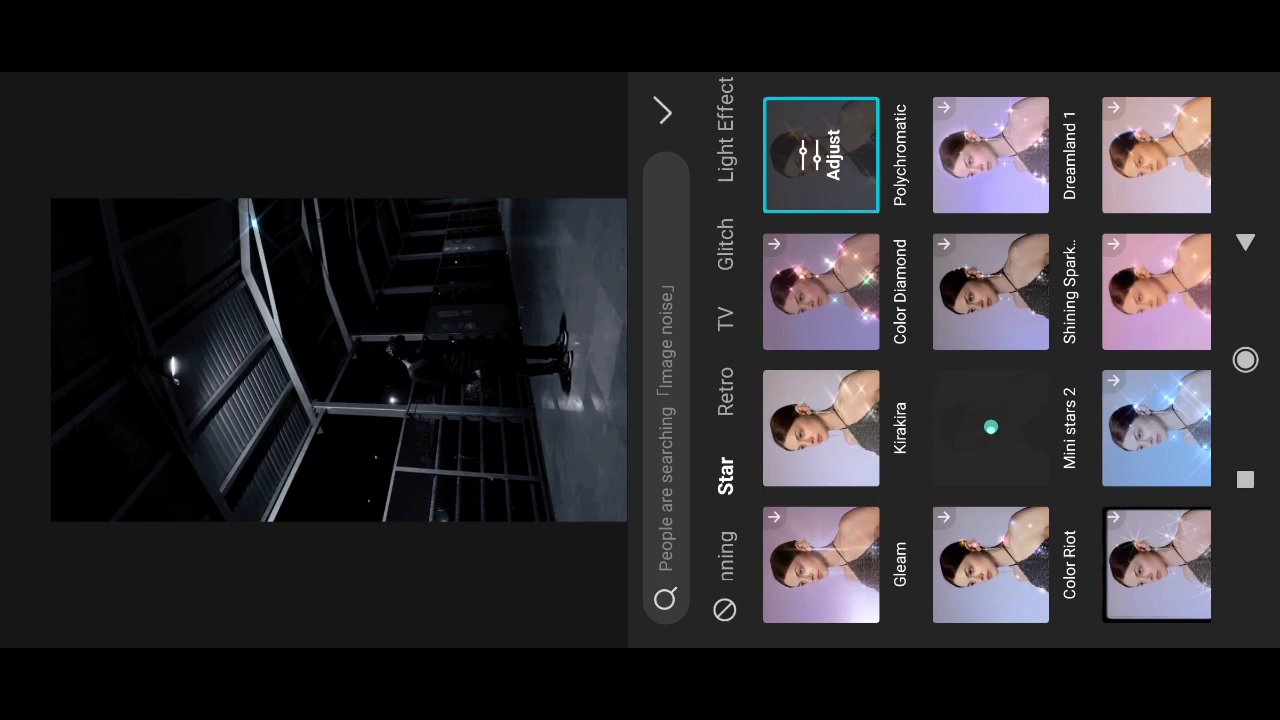 People are searching「Image noise」
nning Star Retro TV Glitch Light Effect
Gleam Kirakira Color Diamond Adjust Polychromatic
Color Riot Mini stars 2 Shining Spark.. Dreamland 1